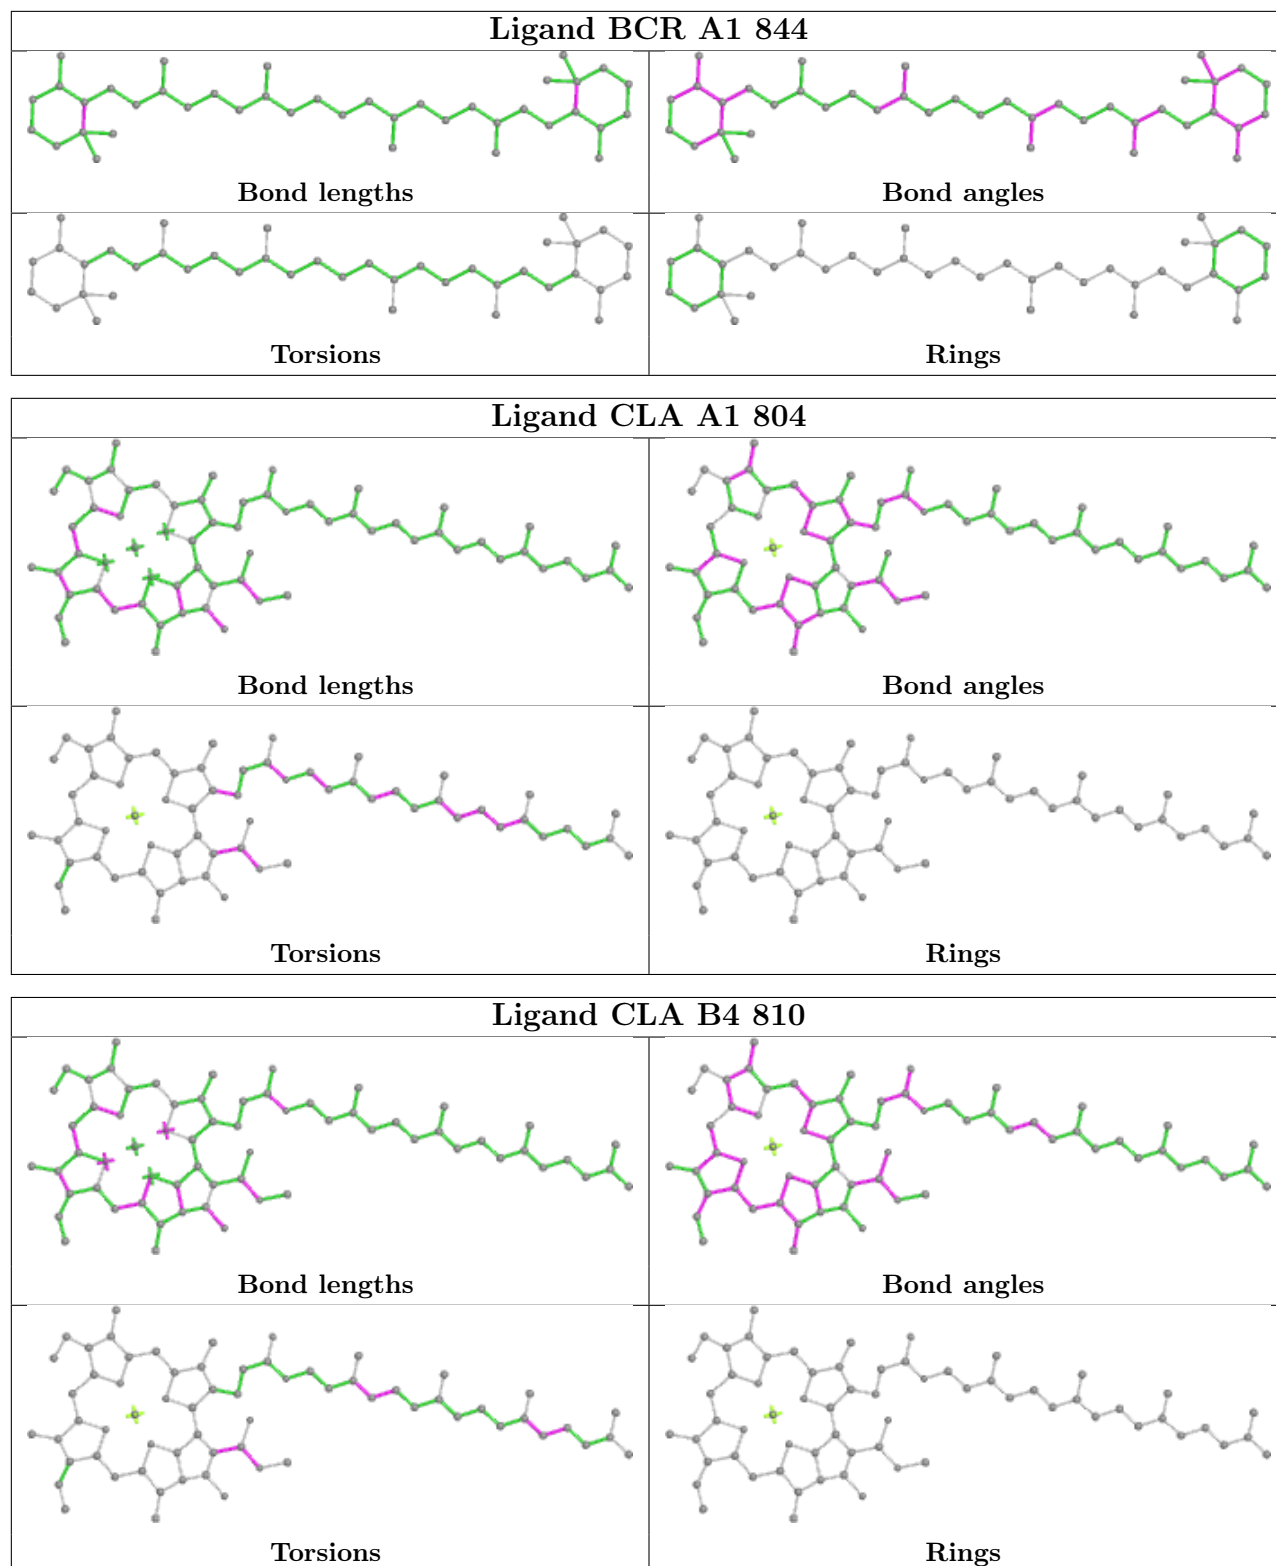 Ligand BCR A1 844
Bond lengths
Bond angles
Torsions
Rings
Ligand CLA A1 804
Bond lengths
Bond angles
Torsions
Rings
Ligand CLA B4 810
Bond lengths
Bond angles
Torsions
Rings